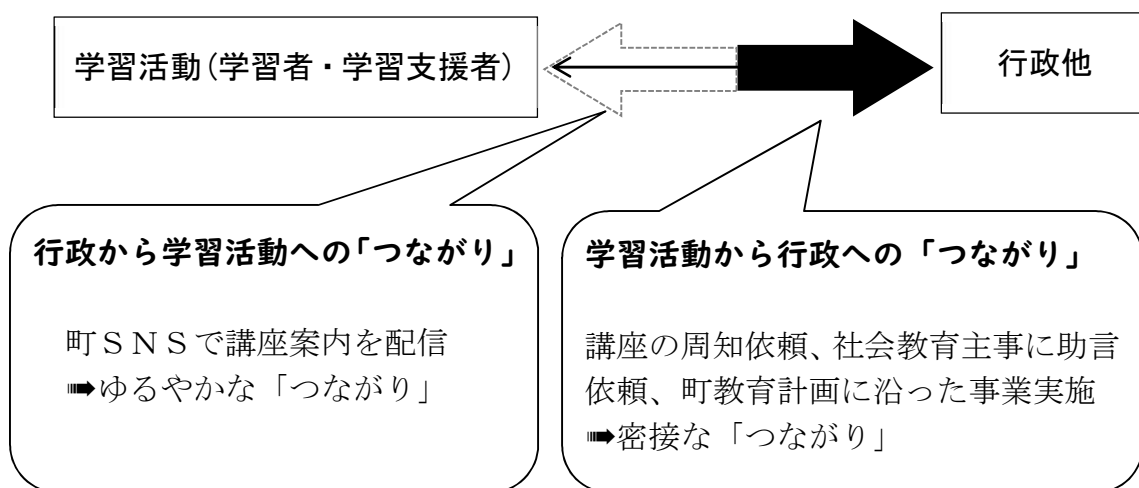 学習活動(学習者・学習支援者)
行政他
行政から学習活動への「つながり」
町ＳＮＳで講座案内を配信
➠ゆるやかな「つながり」
学習活動から行政への「つながり」
講座の周知依頼、社会教育主事に助言
依頼、町教育計画に沿った事業実施
➠密接な「つながり」